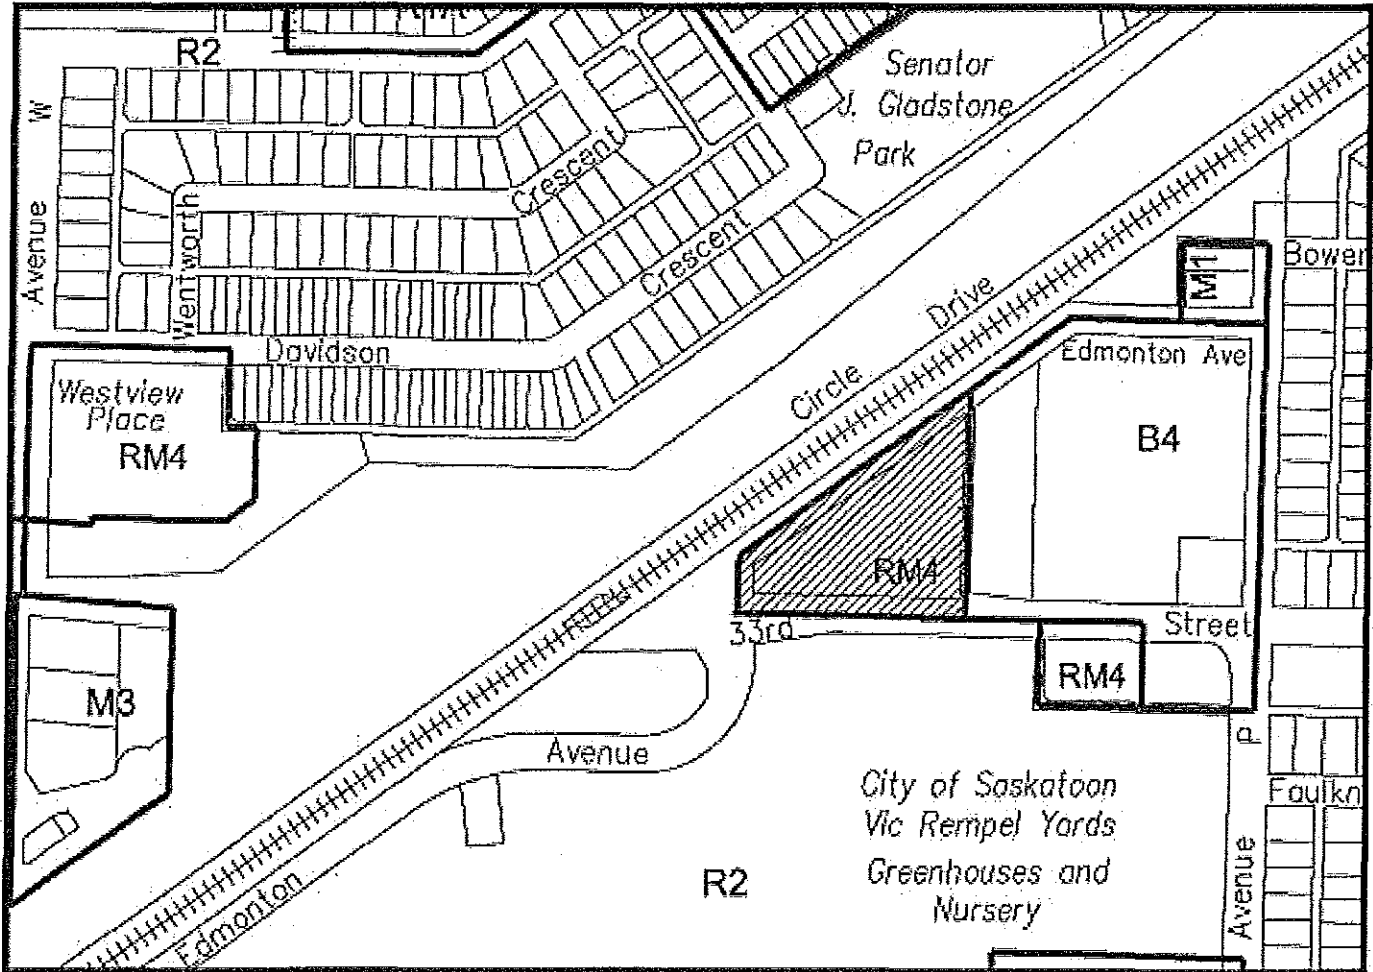 R2
Senator
J. Gladstone
Park
W
Avenue
Crescent
Wentworth
Crescent
Bower
M1
Drive
Davidson
Edmonton Ave
Circle
Westview
Place
RM4
B4
RM4
33rd
Street
RM4
M3
P
Avenue
City of Saskatoon
Vic Rempel Yards
Greenhouses and
Nursery
Faulkn
R2
Avenue
Edmonton